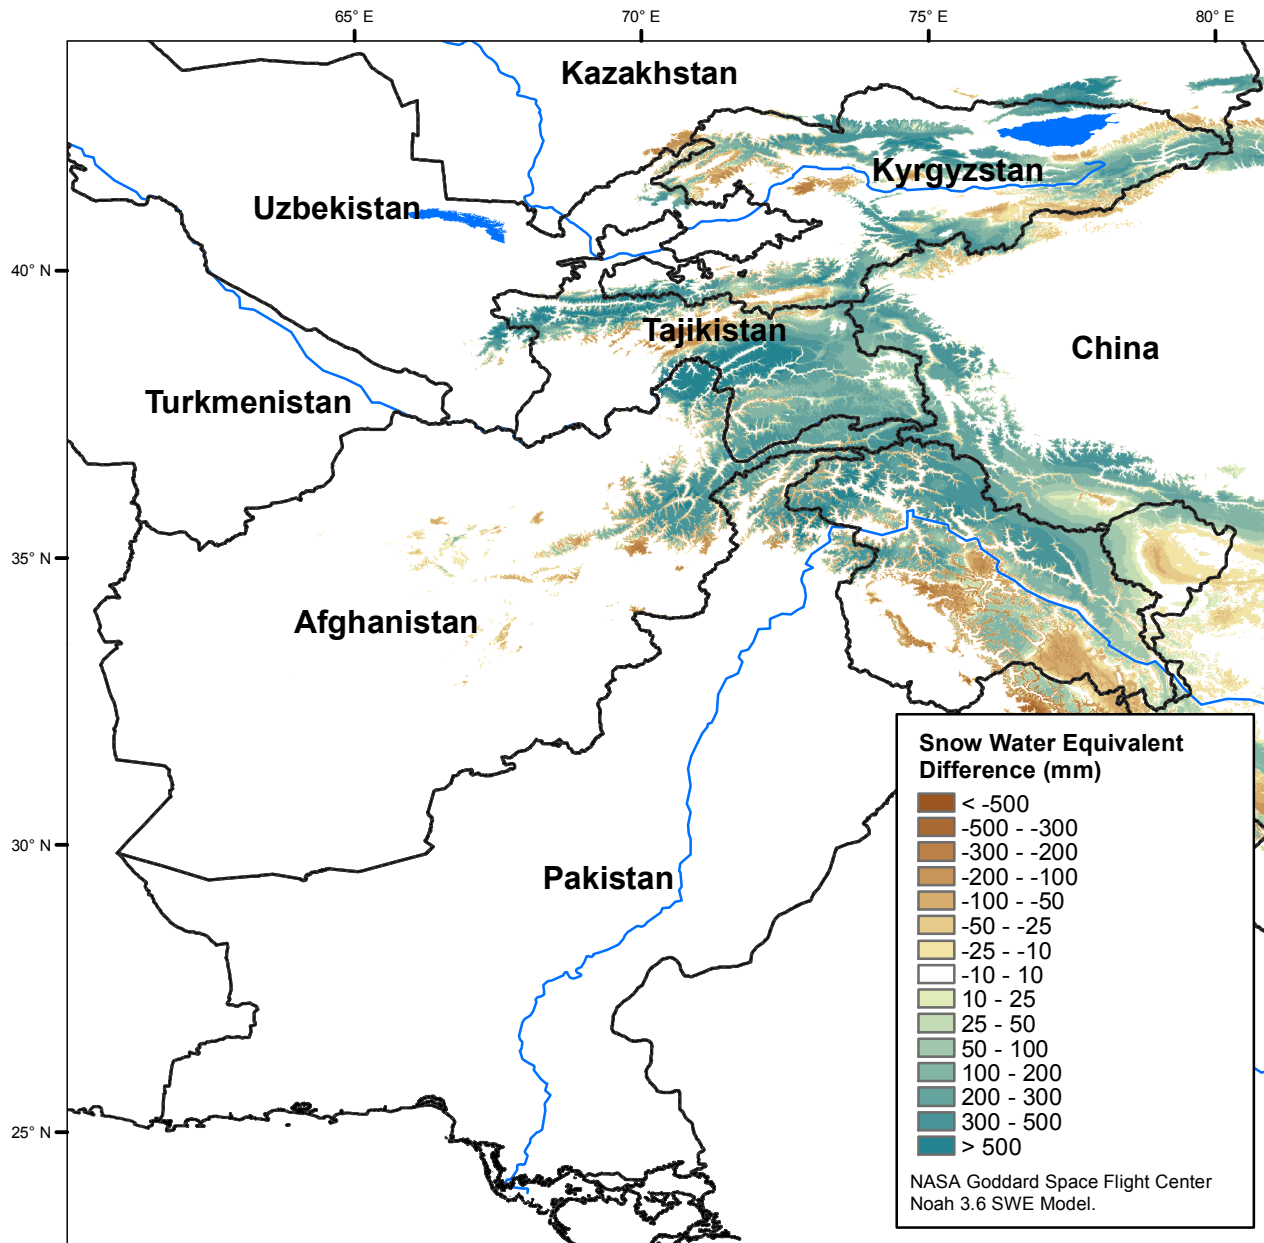 65° E
70° E
75° E
80° E
Kazakhstan
Kyrgyzstan
Uzbekistan
40° N
Tajikistan
China
Turkmenistan
35° N
Afghanistan
Snow Water Equivalent
Difference (mm)
< -500
-500 - -300
-300 - -200
-200 - -100
-100 - -50
-50 - -25
-25 - -10
-10 - 10
10 - 25
25 - 50
50 - 100
100 - 200
200 - 300
300 - 500
> 500
30° N
Pakistan
25° N
NASA Goddard Space Flight Center
Noah 3.6 SWE Model.